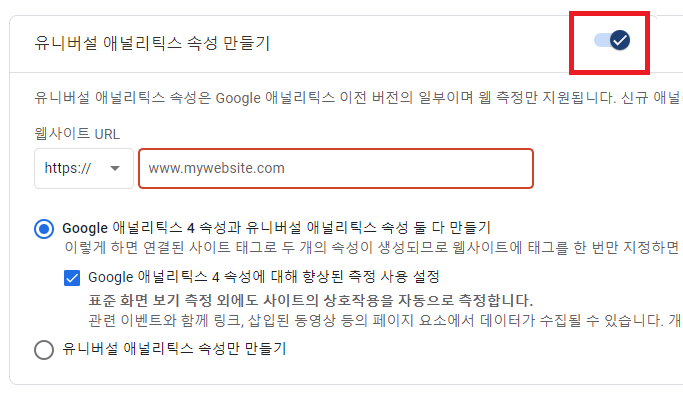 유니버설 애널리틱스 속성 만들기
유니버설 애널리틱스 속성은 Google 애널리틱스 이전 버전의 일부이며 웹 측정만 지원됩니다. 신규 애널
웹사이트 URL
https:// www.mywebsite.com
Google 애널리틱스 4 속성과 유니버설 애널리틱스 속성 둘 다 만들기
이렇게 하면 연결된 사이트 태그로 두 개의 속성이 생성되므로 웹사이트에 태그를 한 번만 지정하면
Google 애널리틱스 4 속성에 대해 향상된 측정 사용 설정
표준 화면 보기 측정 외에도 사이트의 상호작용을 자동으로 측정합니다.
관련 이벤트와 함께 링크, 삽입된 동영상 등의 페이지 요소에서 데이터가 수집될 수 있습니다. 개
유니버설 애널리틱스 속성만 만들기